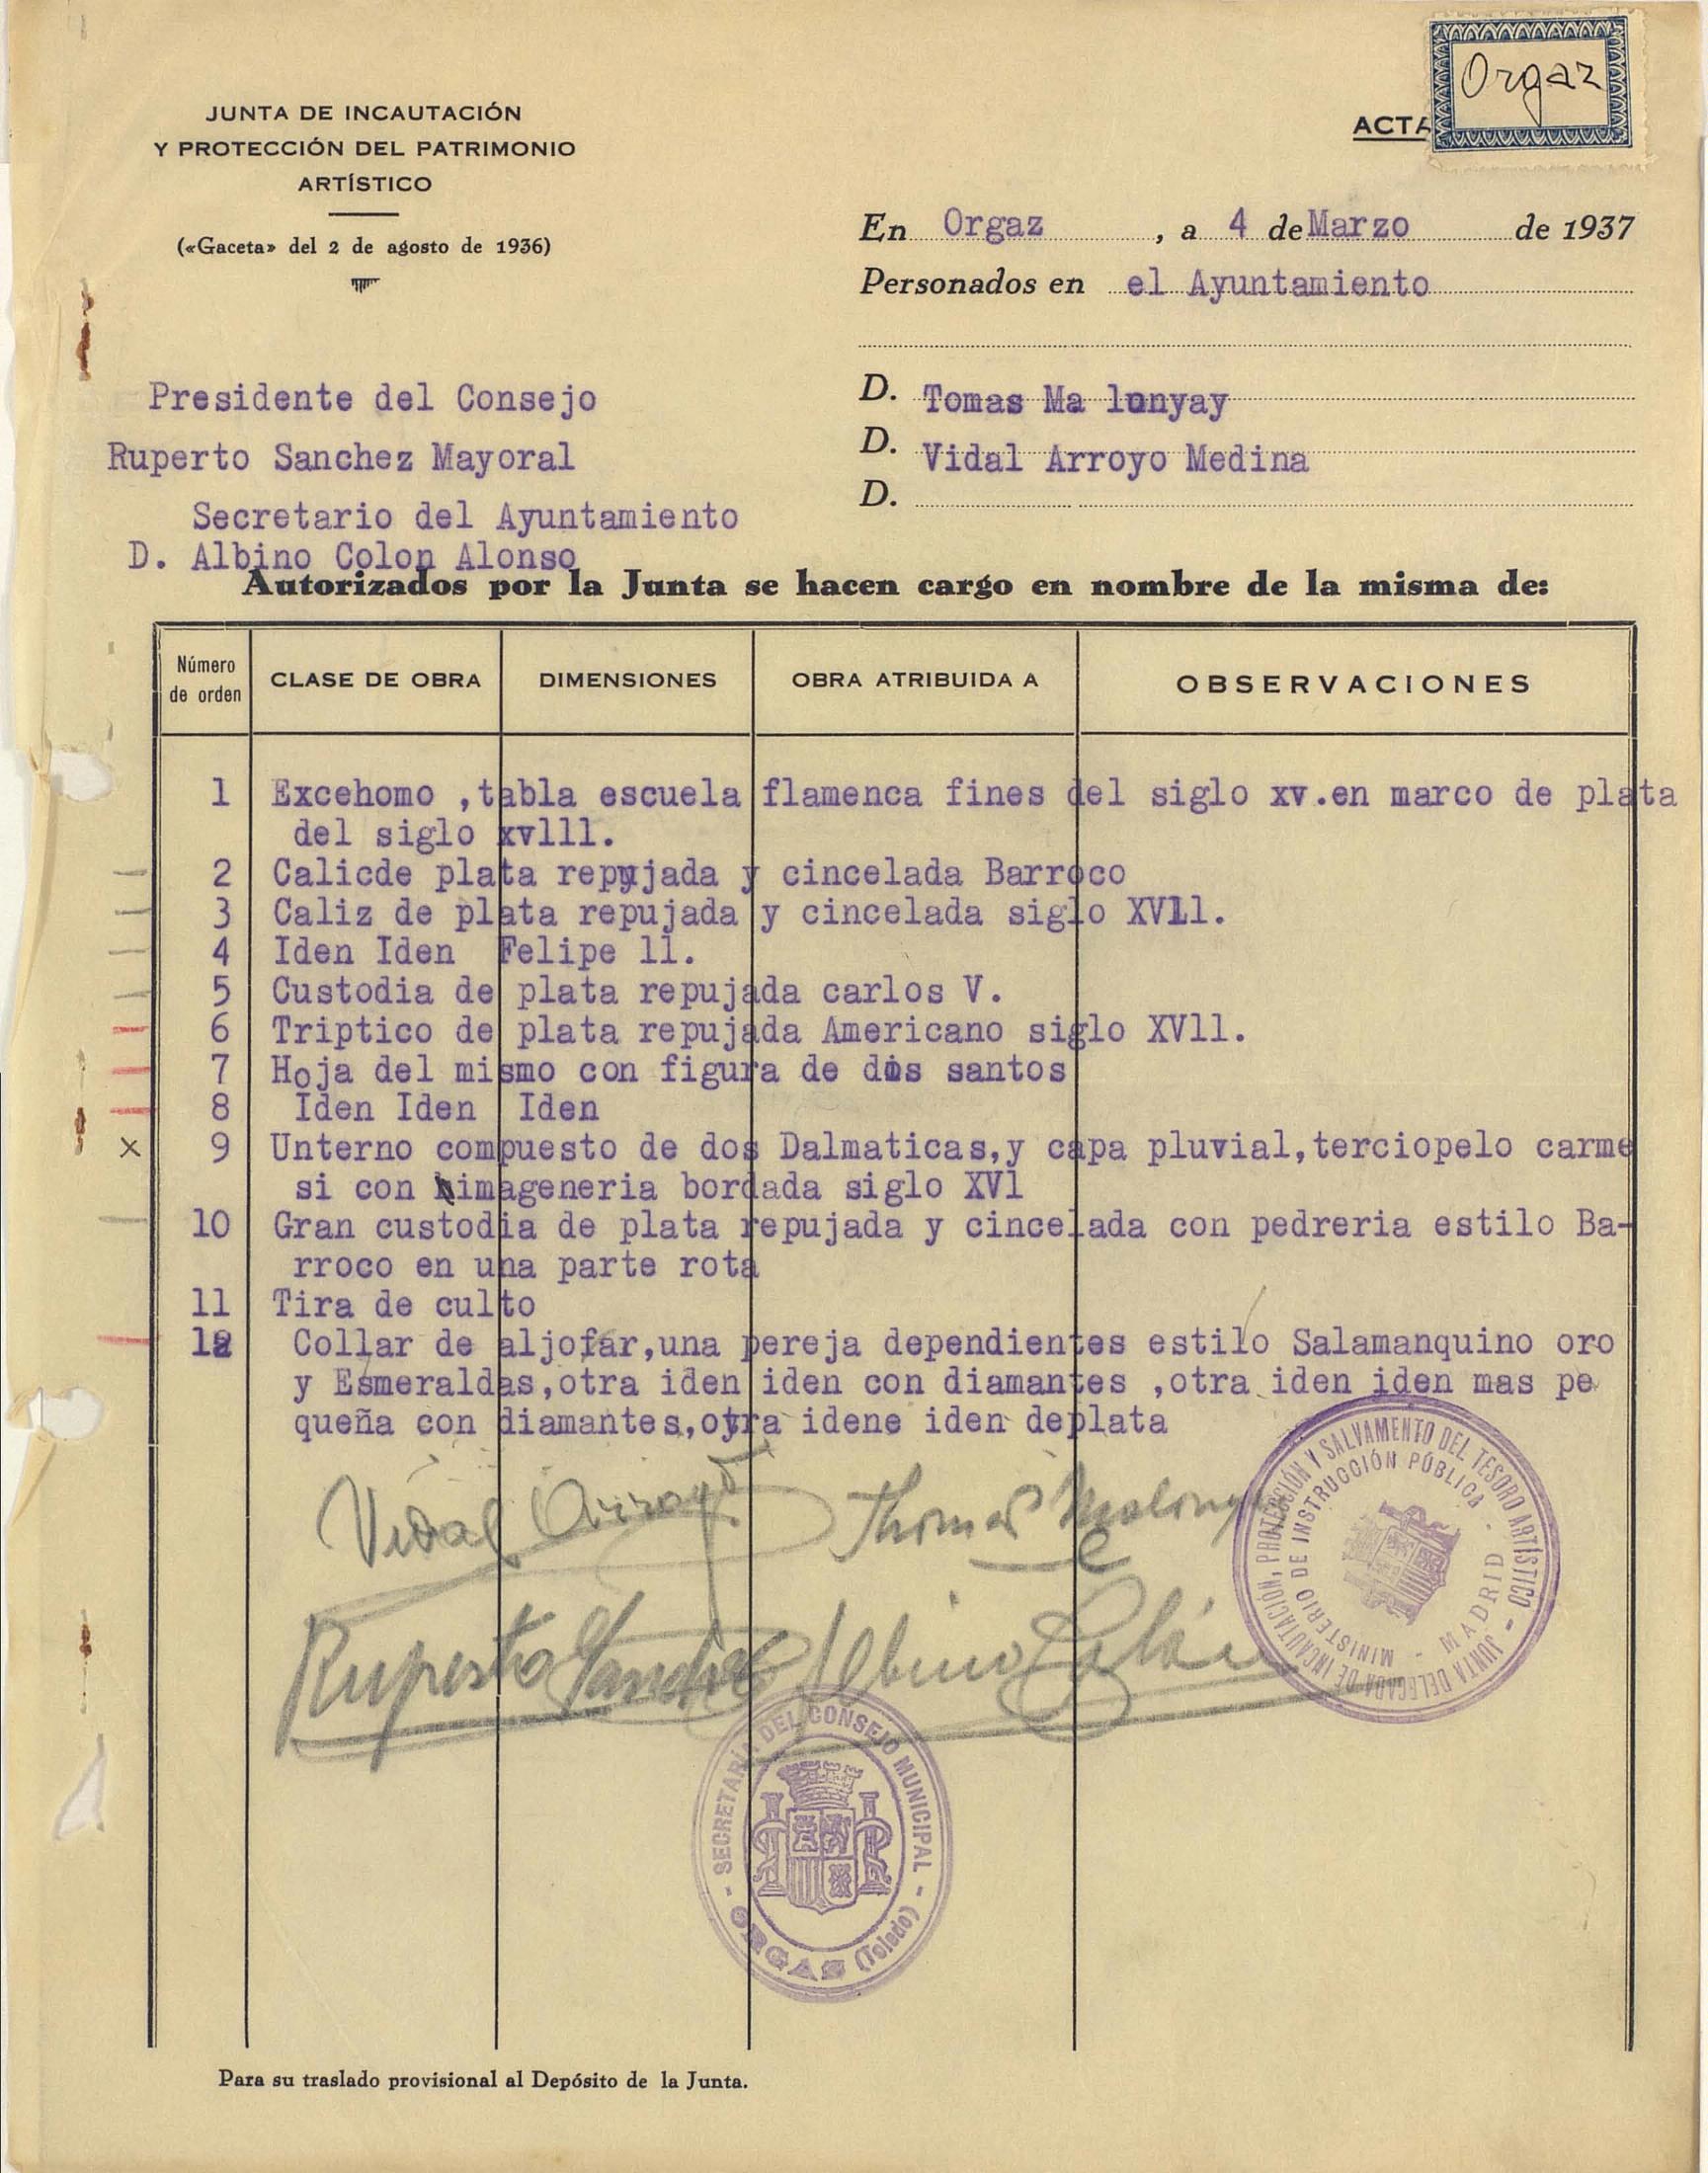 Orgaz
JUNTA DE INCAUTACIÓN
Y PROTECCIÓN DEL PATRIMONIO
ARTÍSTICO
(«Gaceta» del 2 de agosto de 1936)
ACTA
En Orgaz , a 4 de Marzo de 1937
Personados en el Ayuntamiento
Presidente del Consejo
Ruperto Sanchez Mayoral
Secretario del Ayuntamiento
D. Albino Colon Alonso
D. Tomas Ma lonyay
D. Vidal Arroyo Medina
D.
Autorizados por la Junta se hacen cargo en nombre de la misma de:
Número de orden CLASE DE OBRA DIMENSIONES OBRA ATRIBUIDA A OBSERVACIONES
1 Excehomo ,tabla escuela flamenca fines del siglo xv.en marco de plata
del siglo xvlll.
2 Calicde plata repujada y cincelada Barroco
3 Caliz de plata repujada y cincelada siglo XVll.
4 Iden Iden Felipe ll.
5 Custodia de plata repujada carlos V.
6 Triptico de plata repujada Americano siglo XVll.
7 Hoja del mismo con figura de dos santos
8 Iden Iden Iden
9 Unterno compuesto de dos Dalmaticas,y capa pluvial,terciopelo carme
si con imageneria bordada siglo XVl
10 Gran custodia de plata repujada y cincelada con pedreria estilo Ba-
rroco en una parte rota
11 Tira de culto
12 Collar de aljofar,una pereja dependientes estilo Salamanquino oro
y Esmeraldas,otra iden iden con diamantes ,otra iden iden mas pe
queña con diamantes,otra idene iden deplata
Vidal Arroyo Thomas Malonyay
Ruperto Sanchez Albino Colón
JUNTA DELEGADA DE INCAUTACIÓN, PROTECCIÓN Y SALVAMENTO DEL TESORO ARTÍSTICO -
MINISTERIO DE INSTRUCCIÓN PÚBLICA - MADRID -
- SECRETARÍA DEL CONSEJO MUNICIPAL -
ORGAS (Toledo)
Para su traslado provisional al Depósito de la Junta.